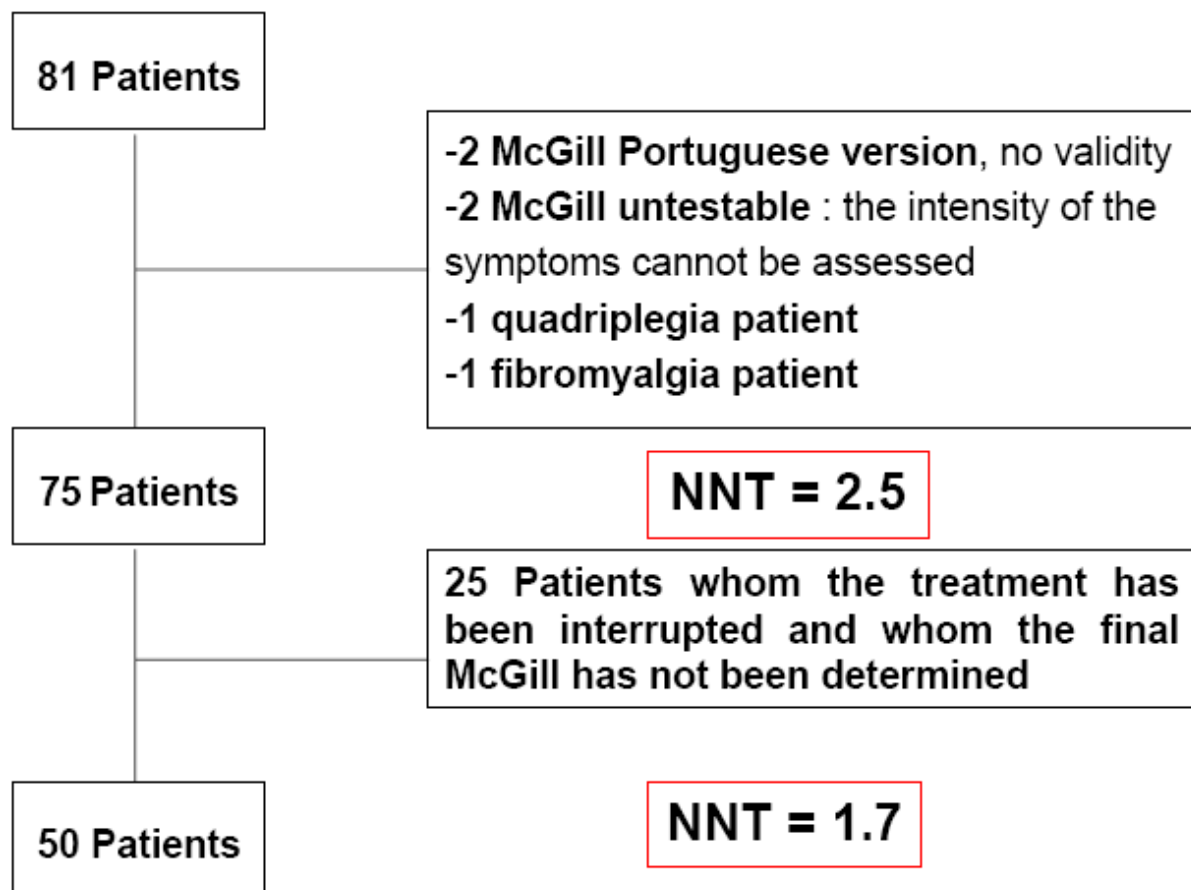 81 Patients
-2 McGill Portuguese version, no validity
-2 McGill untestable : the intensity of the
symptoms cannot be assessed
-1 quadriplegia patient
-1 fibromyalgia patient
75 Patients
NNT = 2.5
25 Patients whom the treatment has
been interrupted and whom the final
McGill has not been determined
50 Patients
NNT = 1.7